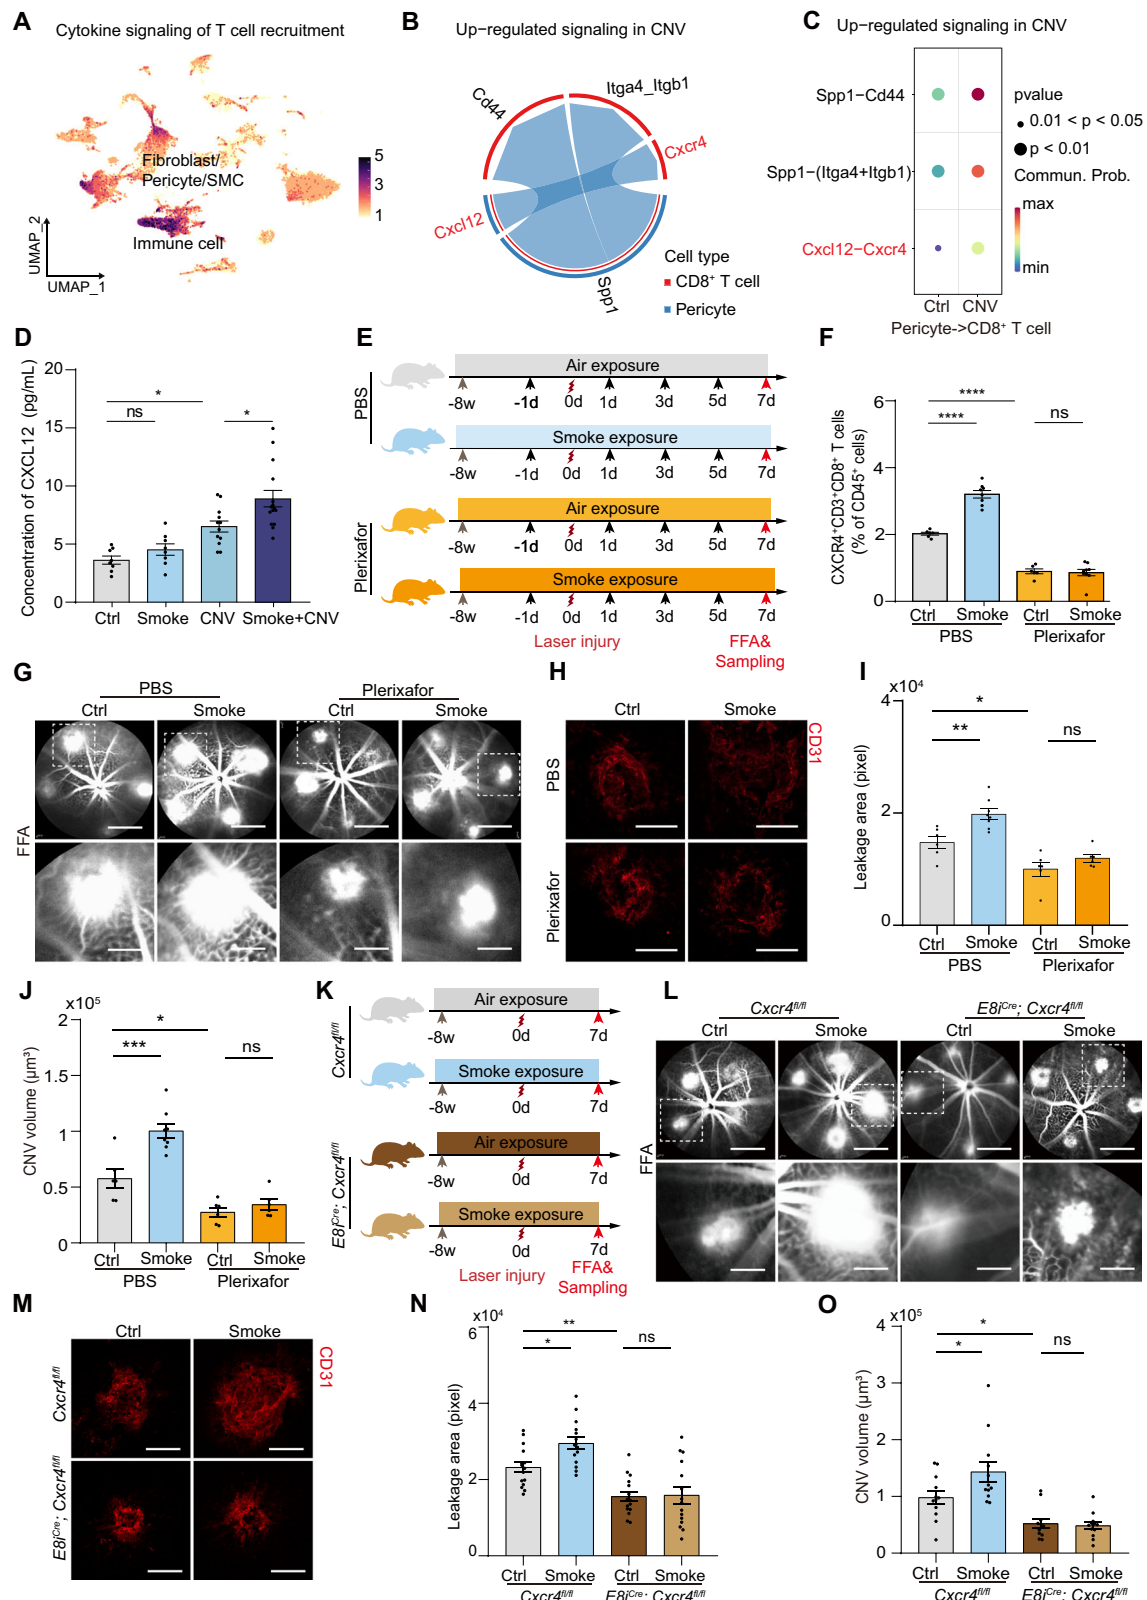 A
Cytokine signaling of T cell recruitment
Fibroblast/
Pericyte/SMC
Immune cell
5
4
3
2
1
UMAP_2
UMAP_1
B
Up−regulated signaling in CNV
Cd44
Itga4_Itgb1
Cxcr4
Cxcl12
Spp1
Cell type
CD8⁺ T cell
Pericyte
C
Up−regulated signaling in CNV
Spp1−Cd44
Spp1−(Itga4+Itgb1)
Cxcl12−Cxcr4
Ctrl CNV
Pericyte->CD8⁺ T cell
pvalue
0.01 < p < 0.05
p < 0.01
Commun. Prob.
max
min
D
Concentration of CXCL12 (pg/mL)
20
15
10
5
0
ns
*
*
Ctrl Smoke CNV Smoke+CNV
E
PBS
Air exposure
-8w -1d 0d 1d 3d 5d 7d
Smoke exposure
-8w -1d 0d 1d 3d 5d 7d
Plerixafor
Air exposure
-8w -1d 0d 1d 3d 5d 7d
Smoke exposure
-8w -1d 0d 1d 3d 5d 7d
Laser injury
FFA&
Sampling
F
CXCR4⁺CD3⁺CD8⁺ T cells
(% of CD45⁺ cells)
6
4
2
0
****
****
ns
Ctrl Smoke Ctrl Smoke
PBS Plerixafor
G
PBS Plerixafor
Ctrl Smoke Ctrl Smoke
FFA
H
Ctrl Smoke
PBS
Plerixafor
CD31
I
x10⁴
Leakage area (pixel)
4
2
0
*
**
ns
Ctrl Smoke Ctrl Smoke
PBS Plerixafor
J
x10⁵
CNV volume (μm³)
2
1.5
1
0.5
0
*
***
ns
Ctrl Smoke Ctrl Smoke
PBS Plerixafor
K
Cxcr4fl/fl
Air exposure
-8w 0d 7d
Smoke exposure
-8w 0d 7d
E8iCre; Cxcr4fl/fl
Air exposure
-8w 0d 7d
Smoke exposure
-8w 0d 7d
Laser injury
FFA&
Sampling
L
Cxcr4fl/fl E8iCre; Cxcr4fl/fl
Ctrl Smoke Ctrl Smoke
FFA
M
Ctrl Smoke
Cxcr4fl/fl
E8iCre; Cxcr4fl/fl
CD31
N
x10⁴
Leakage area (pixel)
6
4
2
0
**
*
ns
Ctrl Smoke Ctrl Smoke
Cxcr4fl/fl E8iCre; Cxcr4fl/fl
O
x10⁵
CNV volume (μm³)
4
3
2
1
0
*
*
ns
Ctrl Smoke Ctrl Smoke
Cxcr4fl/fl E8iCre; Cxcr4fl/fl